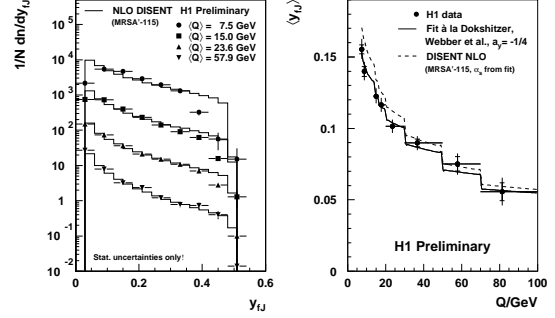 1/N dn/dy_fJ
NLO DISENT
(MRSA'-115)
H1 Preliminary
⟨Q⟩ = 7.5 GeV
⟨Q⟩ = 15.0 GeV
⟨Q⟩ = 23.6 GeV
⟨Q⟩ = 57.9 GeV
10^5
10^4
10^3
10^2
10
1
10^-1
10^-2
Stat. uncertainties only!
0 0.2 0.4 0.6
y_fJ
⟨y_fJ⟩
H1 data
Fit à la Dokshitzer,
Webber et al., a_y= -1/4
DISENT NLO
(MRSA'-115, α_s from fit)
0.15
0.1
0.05
0
H1 Preliminary
0 20 40 60 80 100
Q/GeV